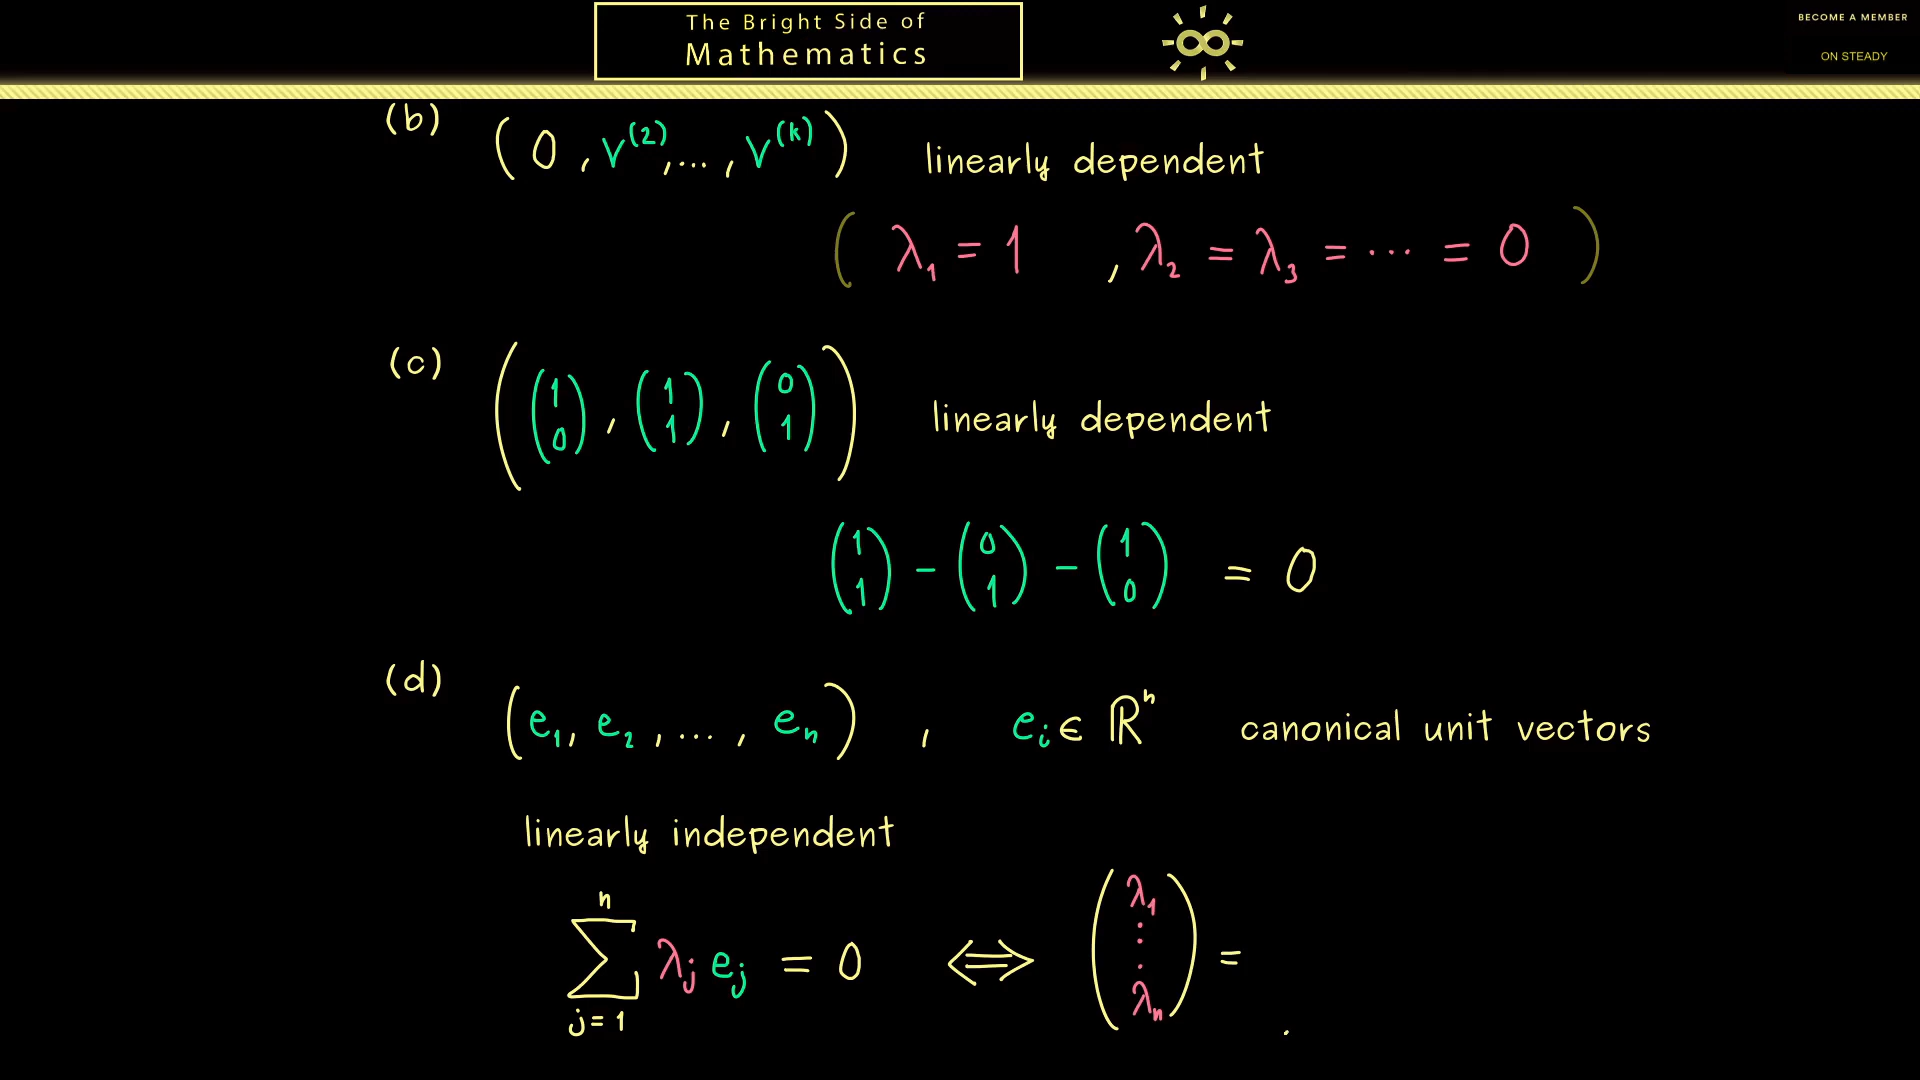 The Bright Side of
Mathematics
BECOME A MEMBER
ON STEADY
(b) ( 0 , v⁽²⁾, ... , v⁽ᵏ⁾ ) linearly dependent
( λ₁ = 1 , λ₂ = λ₃ = ⋯ = 0 )
(c) ( (1 0), (1 1), (0 1) ) linearly dependent
(1 1) − (0 1) − (1 0) = 0
(d) (e₁, e₂ , ... , eₙ) , eᵢ ∈ ℝⁿ canonical unit vectors
linearly independent
∑ⁿⱼ₌₁ λⱼ eⱼ = 0 ⟺ (λ₁ ⋮ λₙ) =